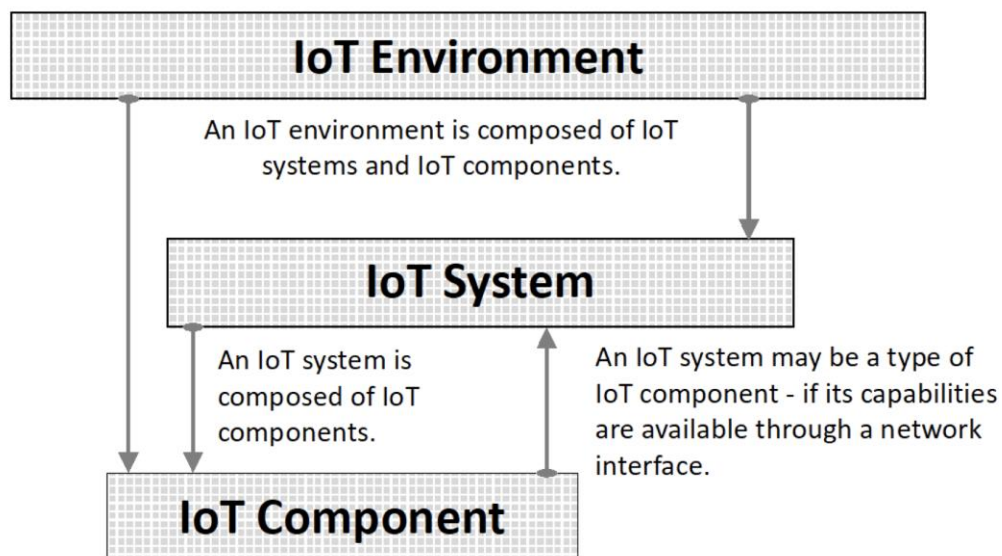 IoT Environment
An IoT environment is composed of IoT
systems and IoT components.
IoT System
An IoT system is
composed of IoT
components.
An IoT system may be a type of
IoT component - if its capabilities
are available through a network
interface.
IoT Component